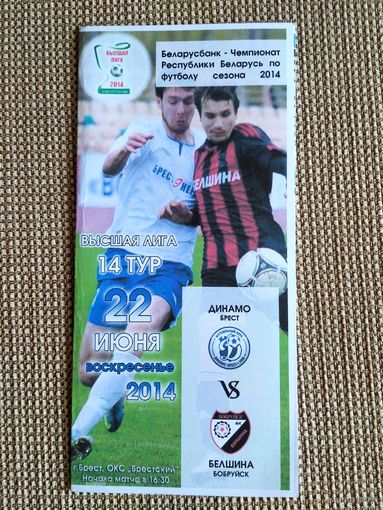 ВЫСШАЯ
ЛИГА
2014
Беларусбанк - Чемпионат
Республики Беларусь по
футболу сезона 2014
БРЕСТ
БЕЛШИНА
ВЫСШАЯ ЛИГА
14 ТУР
22
ИЮНЯ
воскресенье
2014
ДИНАМО
БРЕСТ
VS
БОБРУЙСК
БЕЛШИНА
БОБРУЙСК
г.Брест, ОКС „Брестский"
Начало матча в 16:30